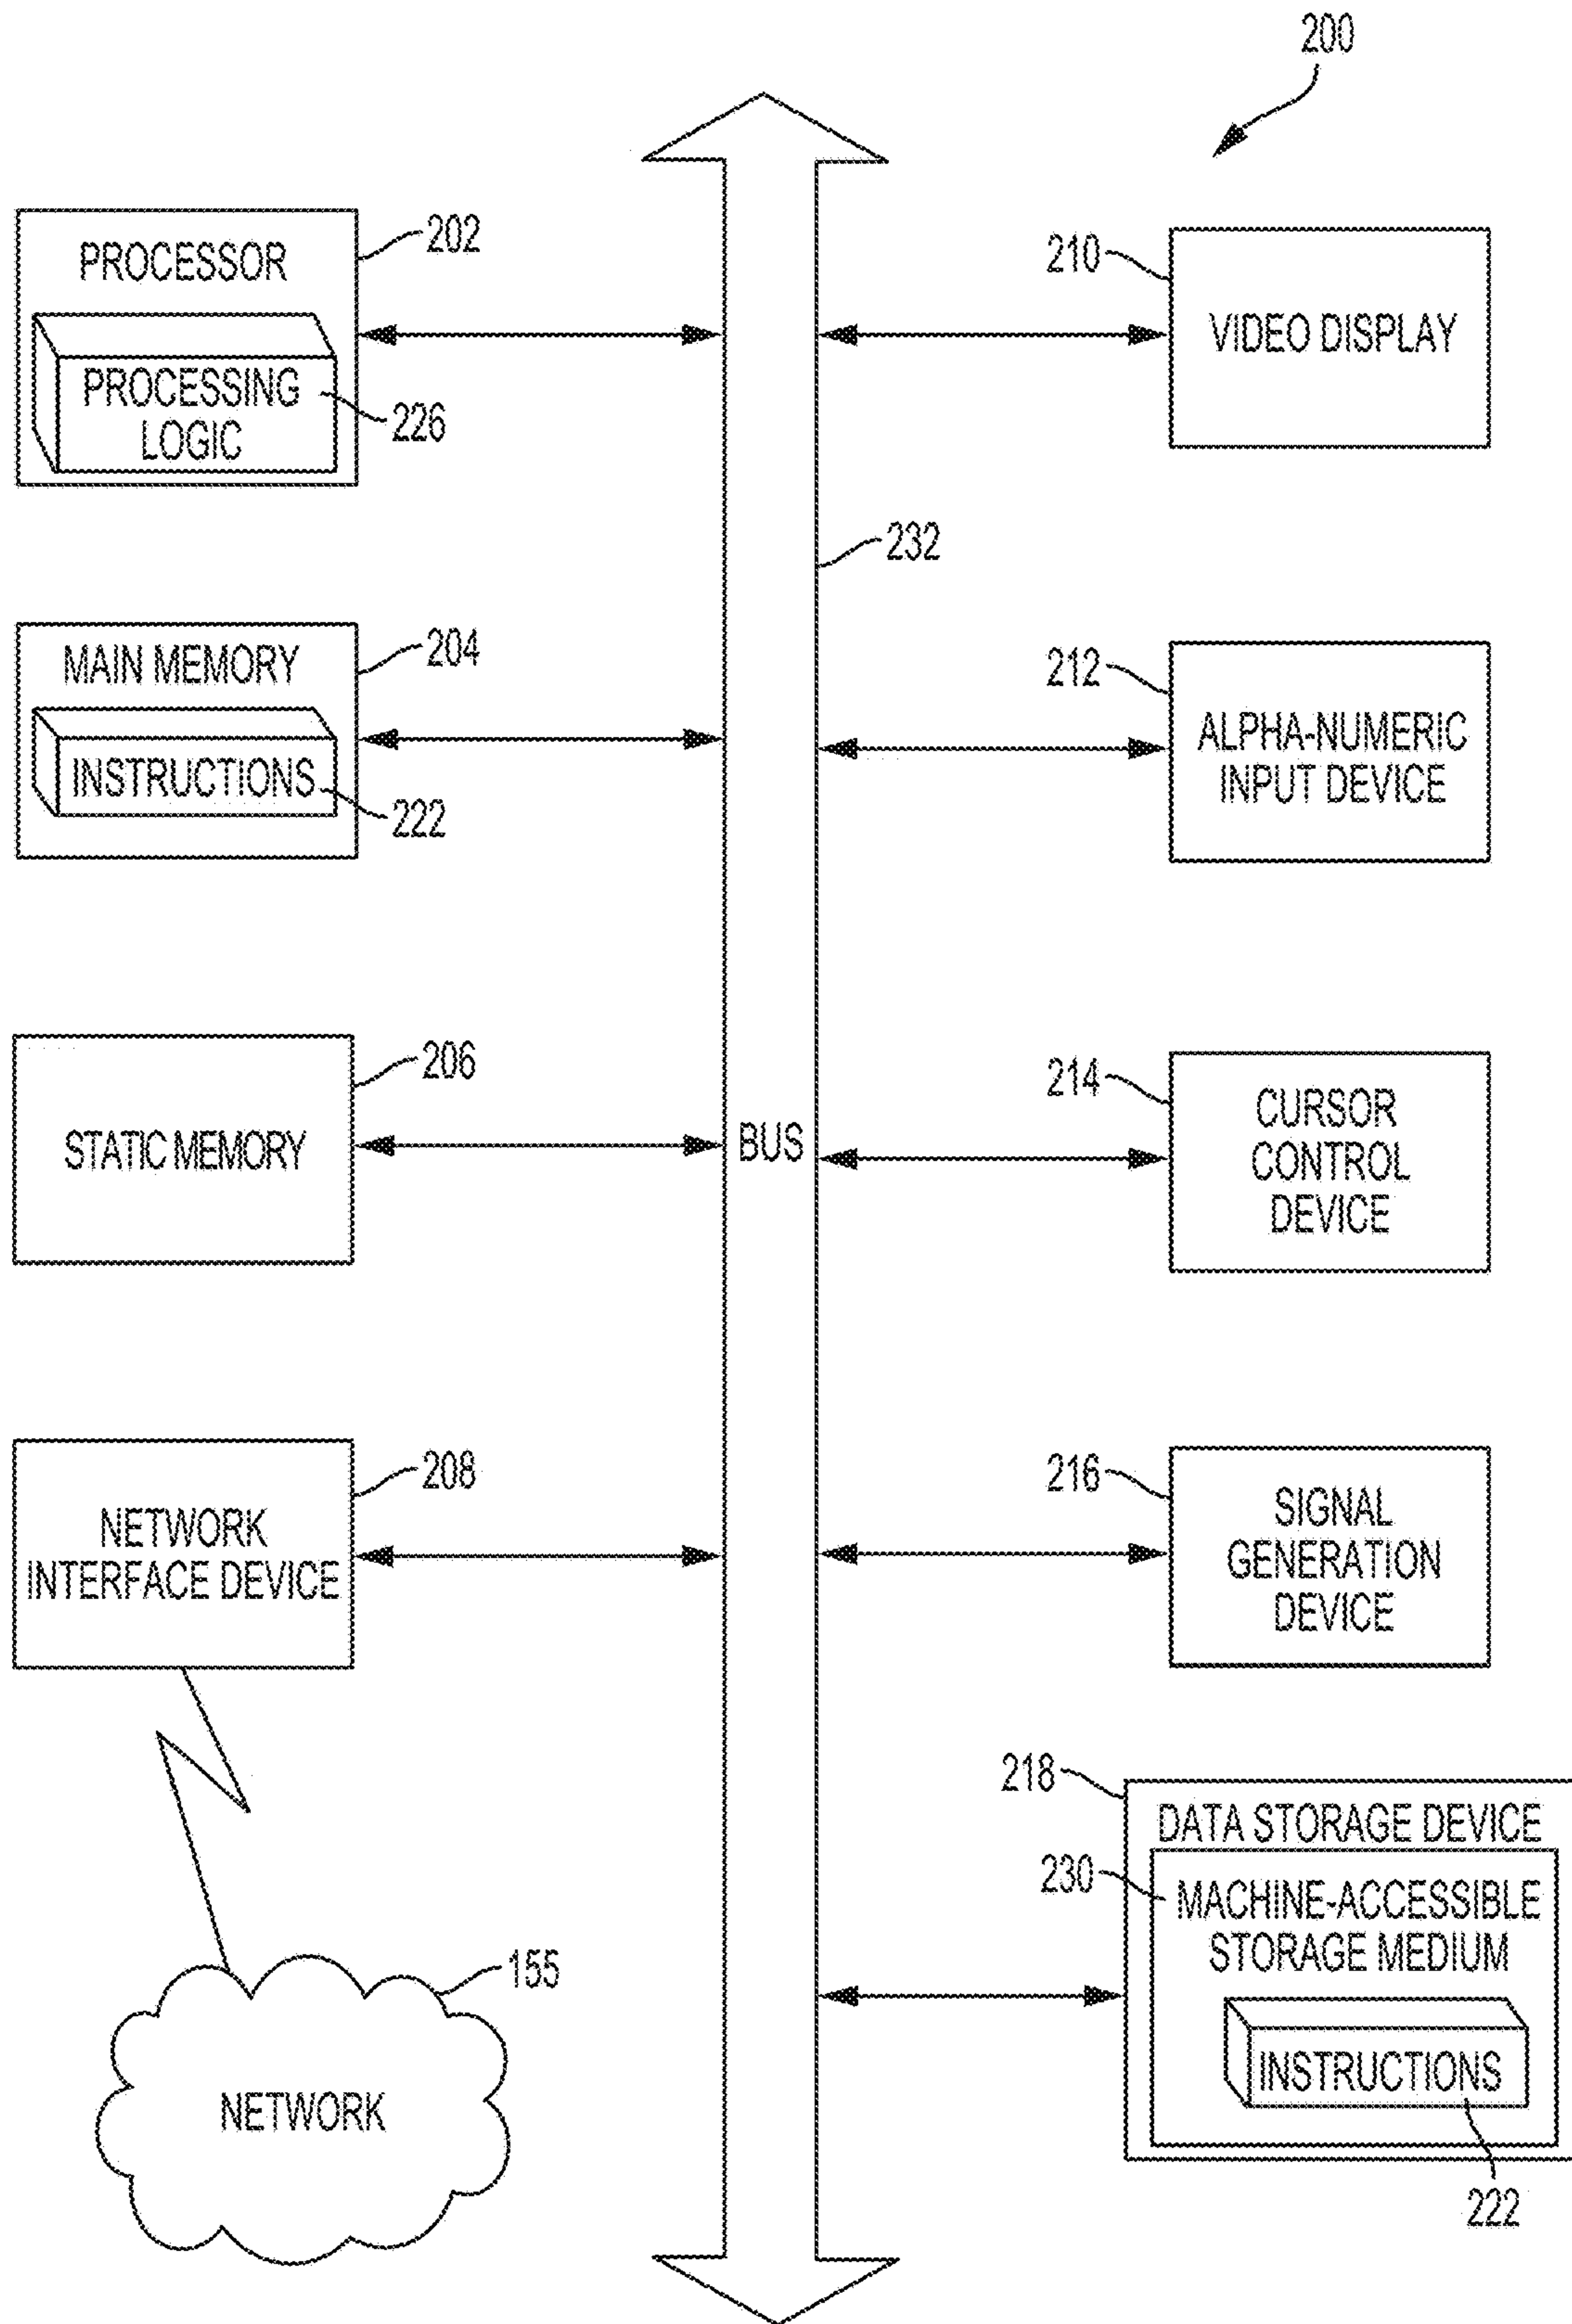 200
PROCESSOR
202
PROCESSING
LOGIC
226
MAIN MEMORY
204
INSTRUCTIONS
222
STATIC MEMORY
206
NETWORK
INTERFACE DEVICE
208
155
NETWORK
BUS
232
210
VIDEO DISPLAY
212
ALPHA-NUMERIC
INPUT DEVICE
214
CURSOR
CONTROL
DEVICE
216
SIGNAL
GENERATION
DEVICE
218
DATA STORAGE DEVICE
230
MACHINE-ACCESSIBLE
STORAGE MEDIUM
INSTRUCTIONS
222